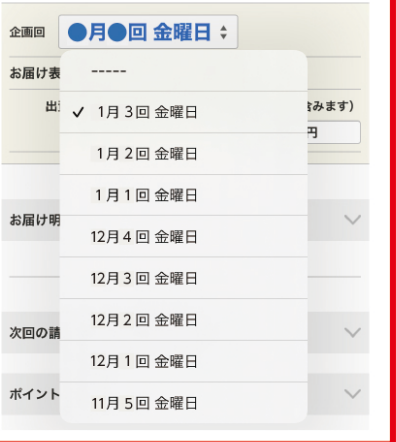 企画回 ●月●回 金曜日
お届け表
-----
出
含みます)
✓ 1月3回 金曜日
円
1月2回 金曜日
1月1回 金曜日
お届け明
12月4回 金曜日
12月3回 金曜日
次回の請
12月2回 金曜日
12月1回 金曜日
ポイント
11月5回 金曜日